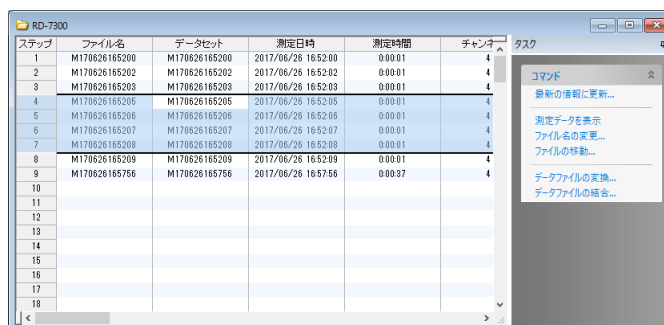 RD-7300
ステップ ファイル名 データセット 測定日時 測定時間 チャンネ
1 M170626165200 M170626165200 2017/06/26 16:52:00 0:00:01 4
2 M170626165202 M170626165202 2017/06/26 16:52:02 0:00:01 4
3 M170626165203 M170626165203 2017/06/26 16:52:03 0:00:01 4
4 M170626165205 M170626165205 2017/06/26 16:52:05 0:00:01 4
5 M170626165206 M170626165206 2017/06/26 16:52:06 0:00:01 4
6 M170626165207 M170626165207 2017/06/26 16:52:07 0:00:01 4
7 M170626165208 M170626165208 2017/06/26 16:52:08 0:00:01 4
8 M170626165209 M170626165209 2017/06/26 16:52:09 0:00:01 4
9 M170626165756 M170626165756 2017/06/26 16:57:56 0:00:37 4
10
11
12
13
14
15
16
17
18
タスク
コマンド
最新の情報に更新...
測定データを表示
ファイル名の変更...
ファイルの移動...
データファイルの変換...
データファイルの結合...